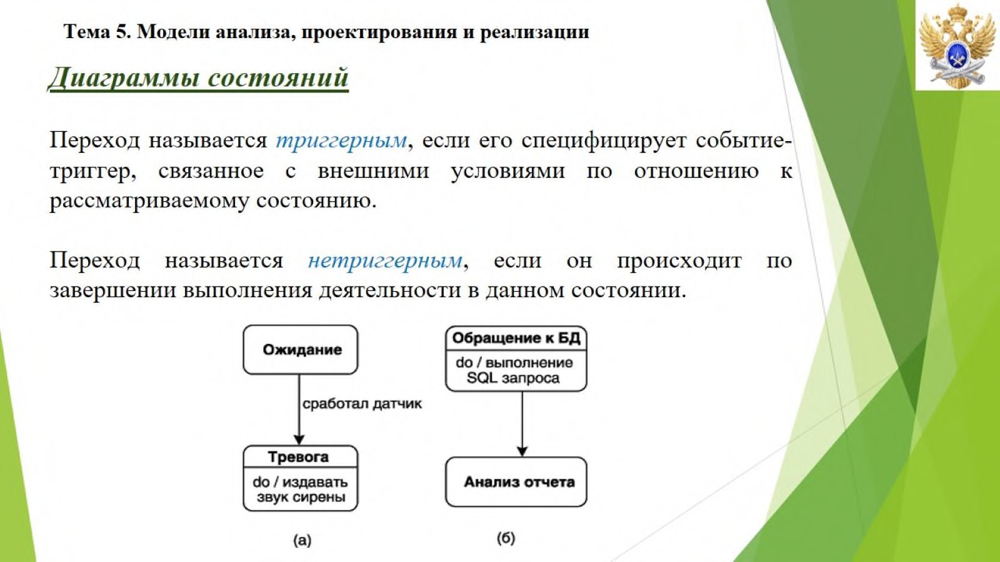 Тема 5. Модели анализа, проектирования и реализации
Диаграммы состояний
Переход называется триггерным, если его специфицирует событие-
триггер, связанное с внешними условиями по отношению к
рассматриваемому состоянию.
Переход называется нетриггерным, если он происходит по
завершении выполнения деятельности в данном состоянии.
Ожидание
сработал датчик
Тревога
do / издавать
звук сирены
(а)
Обращение к БД
do / выполнение
SQL запроса
Анализ отчета
(б)